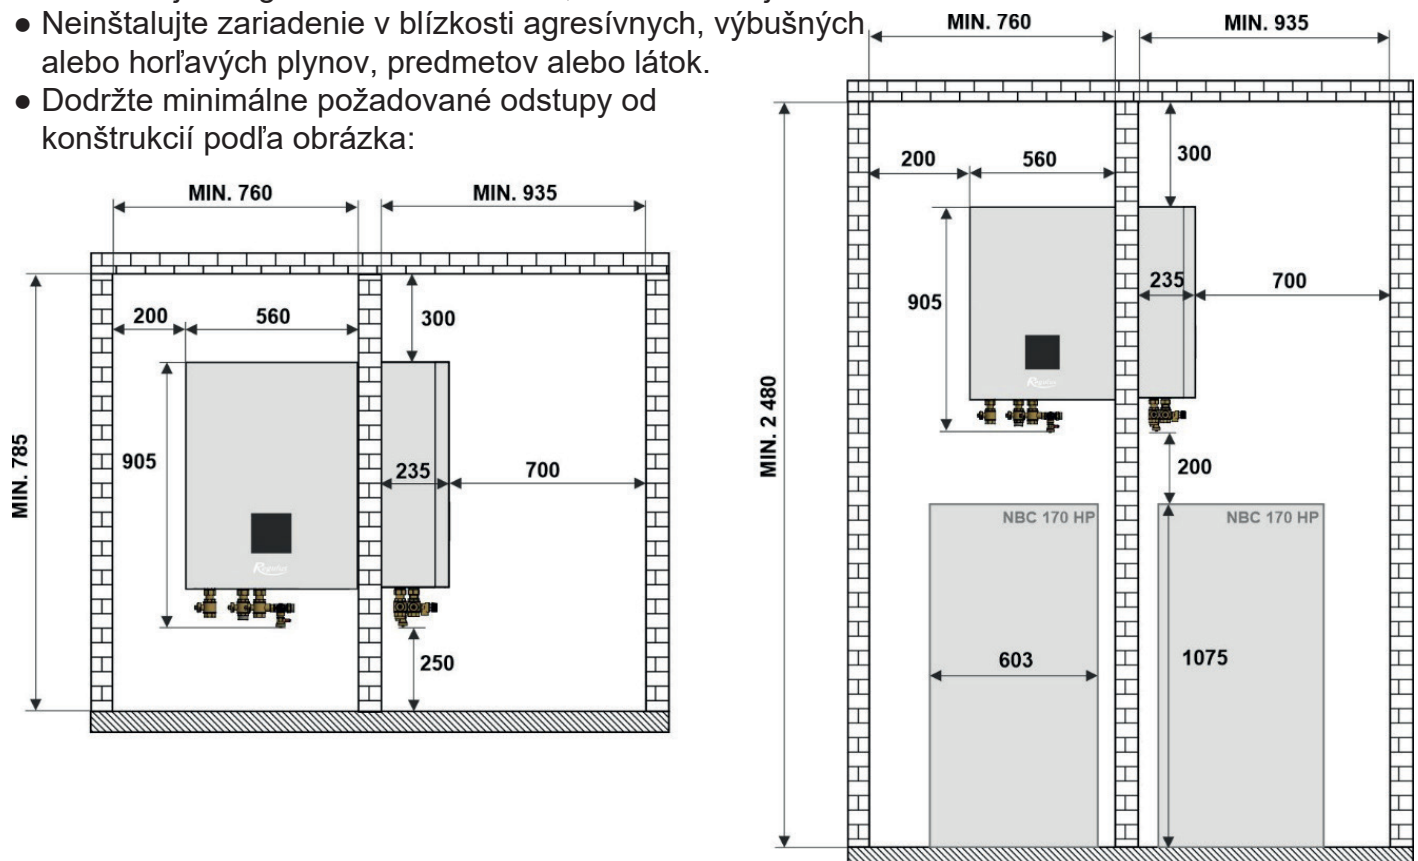 ● Neinštalujte zariadenie v blízkosti agresívnych, výbušných
alebo horľavých plynov, predmetov alebo látok.
● Dodržte minimálne požadované odstupy od
konštrukcií podľa obrázka:
MIN. 760
MIN. 935
200
560
300
MIN. 785
905
235
700
Regulus
250
MIN. 760
MIN. 935
200
560
300
905
235
700
Regulus
MIN. 2 480
200
NBC 170 HP
NBC 170 HP
603
1075